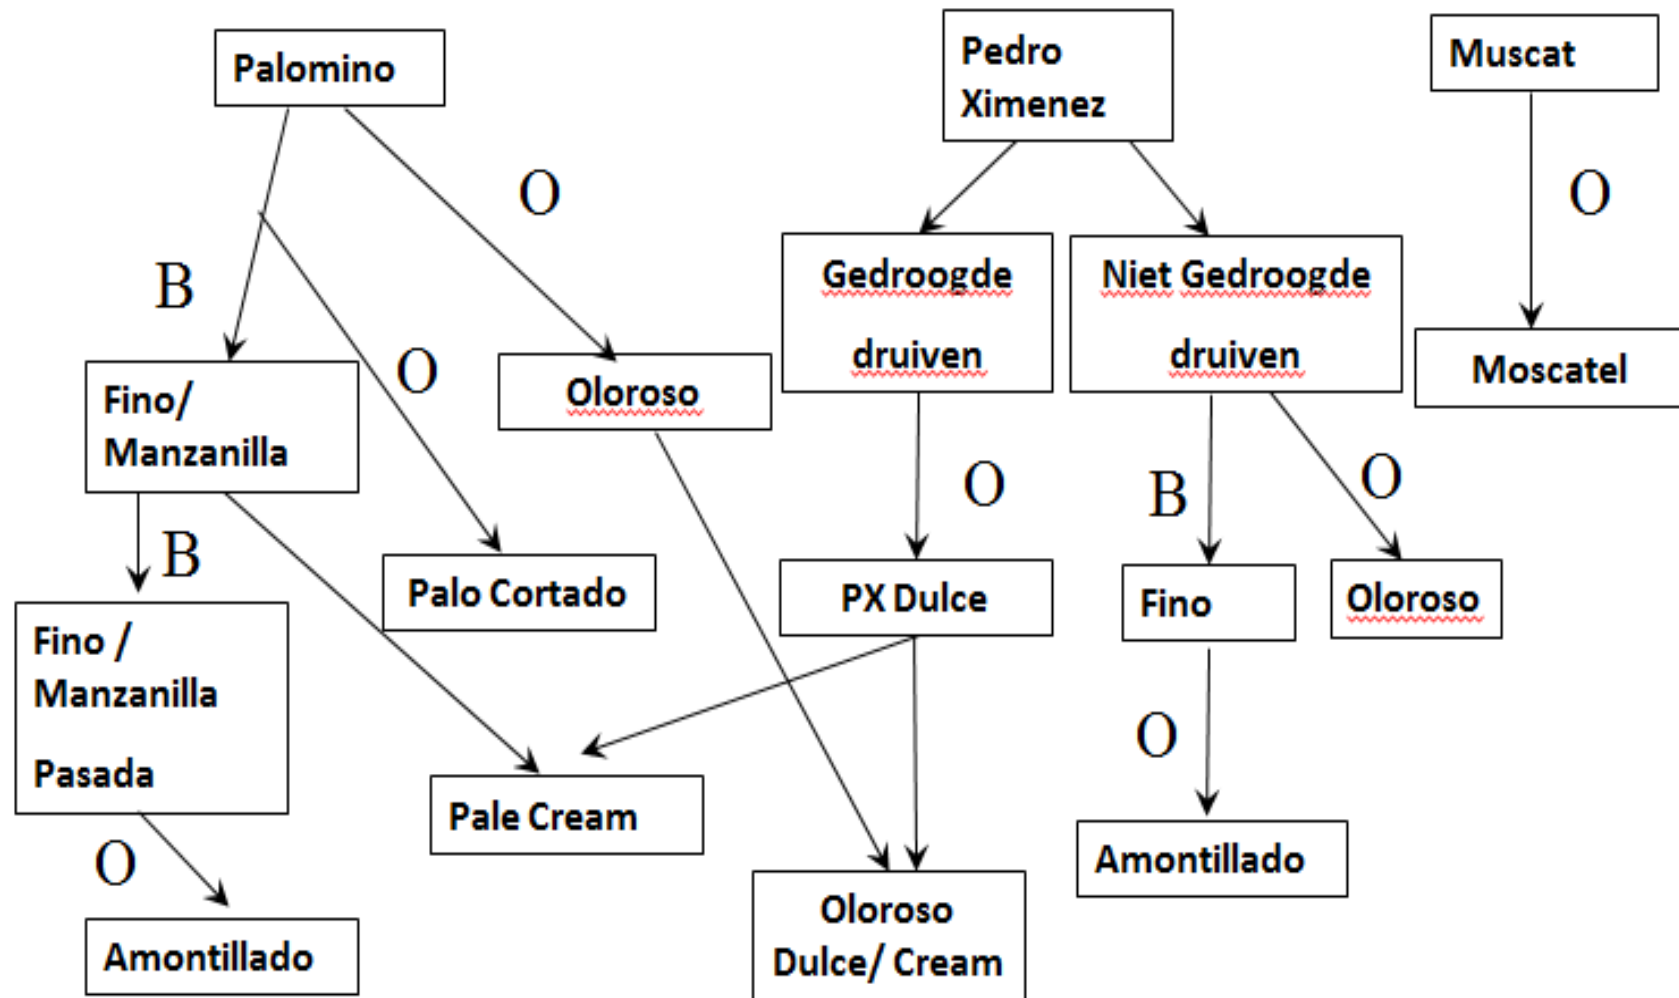 Palomino
Pedro
Ximenez
Muscat
O
O
B
Gedroogde
druiven
Niet Gedroogde
druiven
Fino/
Manzanilla
O
Oloroso
Moscatel
B
O
B
O
Palo Cortado
PX Dulce
Fino
Oloroso
Fino /
Manzanilla
Pasada
O
Pale Cream
O
Amontillado
Amontillado
Oloroso
Dulce/ Cream